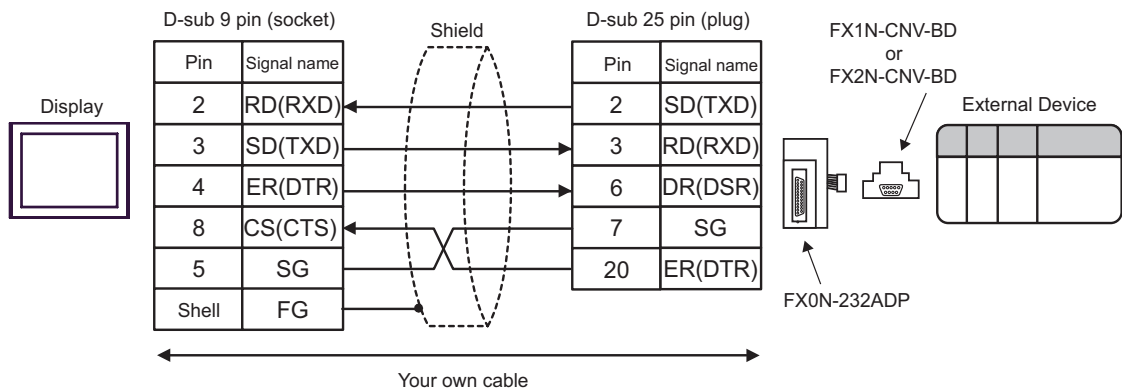 D-sub 9 pin (socket)
Shield
D-sub 25 pin (plug)
FX1N-CNV-BD
or
FX2N-CNV-BD
Display
External Device
Pin Signal name
2 RD(RXD)
3 SD(TXD)
4 ER(DTR)
8 CS(CTS)
5 SG
Shell FG
Pin Signal name
2 SD(TXD)
3 RD(RXD)
6 DR(DSR)
7 SG
20 ER(DTR)
FX0N-232ADP
Your own cable